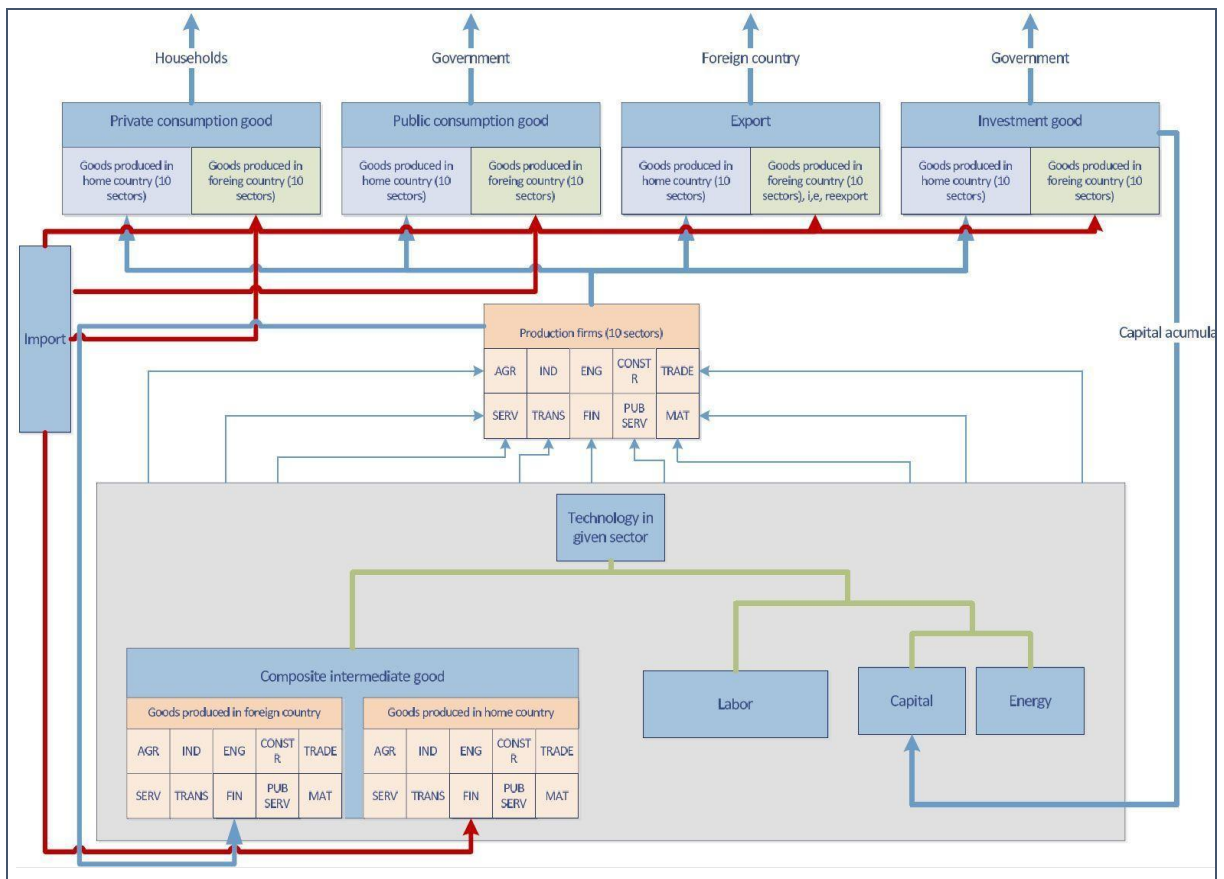 Households
Government
Foreign country
Government
Private consumption good
Public consumption good
Export
Investment good
Goods produced in
home country (10
sectors)
Goods produced
in foreing country (10
sectors)
Goods produced in
home country (10
sectors)
Goods produced in
foreing country (10
sectors)
Goods produced in
home country (10
sectors)
Goods produced in
foreing country (10
sectors), i,e, reexport
Goods produced in
home country (10
sectors)
Goods produced in
foreing country (10
sectors)
Import
Capital acumula
Production firms (10 sectors)
AGR
IND
ENG
CONST
R
TRADE
SERV
TRANS
FIN
PUB
SERV
MAT
Technology in
given sector
Composite intermediate good
Goods produced in foreign country
AGR
IND
ENG
CONST
R
TRADE
SERV
TRANS
FIN
PUB
SERV
MAT
Goods produced in home country
AGR
IND
ENG
CONST
R
TRADE
SERV
TRANS
FIN
PUB
SERV
MAT
Labor
Capital
Energy